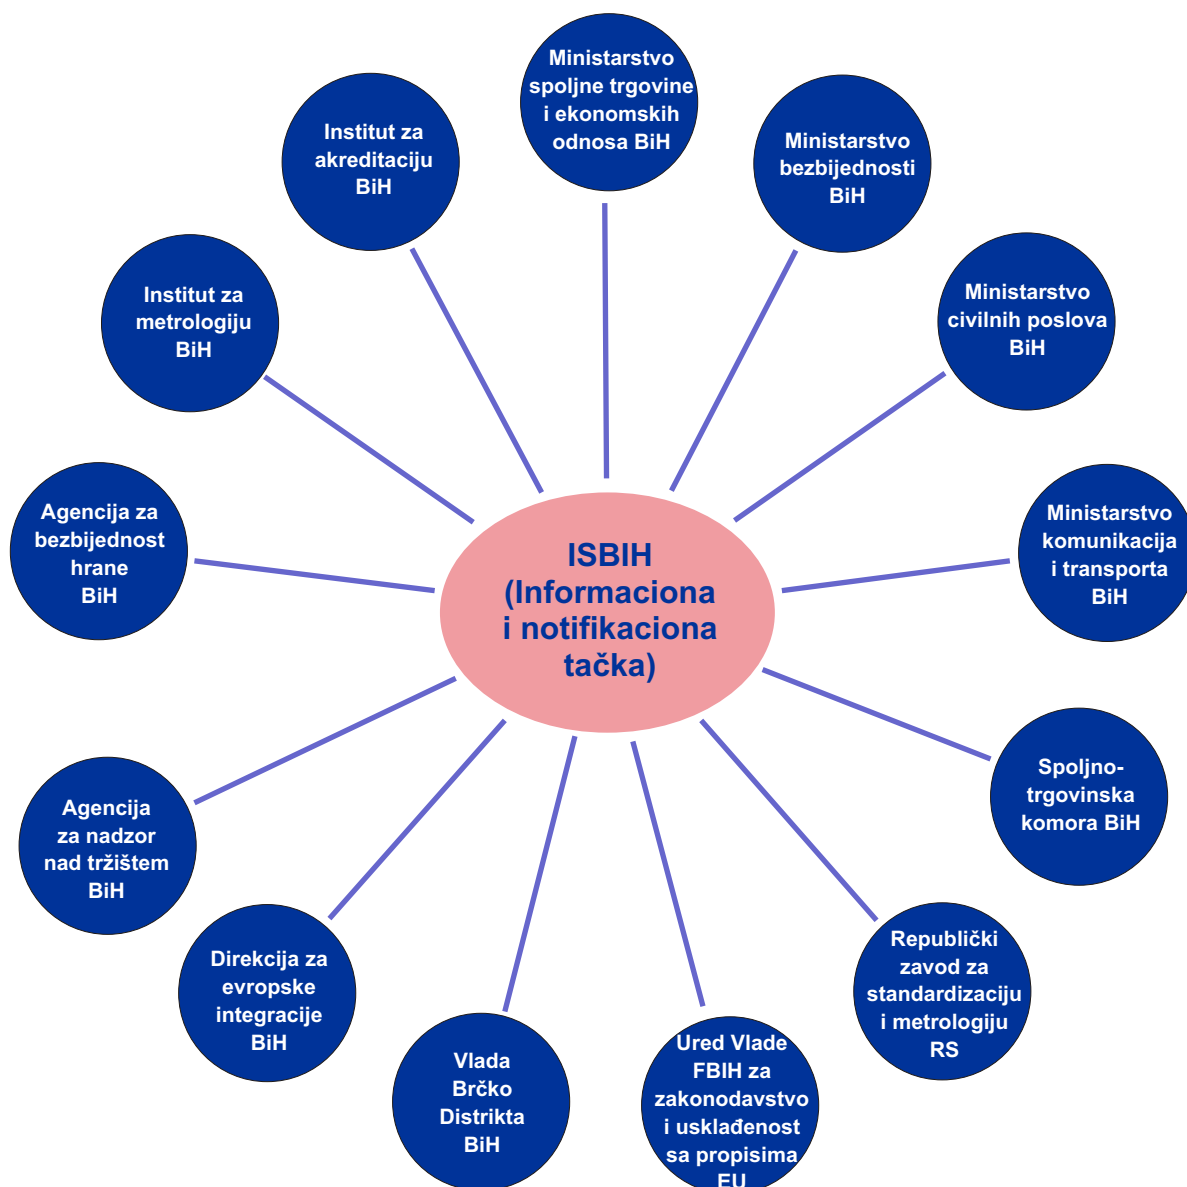 Ministarstvo
spoljne trgovine
i ekonomskih
odnosa BiH
Ministarstvo
bezbijednosti
BiH
Ministarstvo
civilnih poslova
BiH
Ministarstvo
komunikacija
i transporta
BiH
Spoljno-
trgovinska
komora BiH
Republički
zavod za
standardizaciju
i metrologiju
RS
Ured Vlade
FBIH za
zakonodavstvo
i usklađenost
sa propisima
EU
Vlada
Brčko
Distrikta
BiH
Direkcija za
evropske
integracije
BiH
Agencija
za nadzor
nad tržištem
BiH
Agencija za
bezbijednost
hrane
BiH
Institut za
metrologiju
BiH
Institut za
akreditaciju
BiH
ISBIH
(Informaciona
i notifikaciona
tačka)